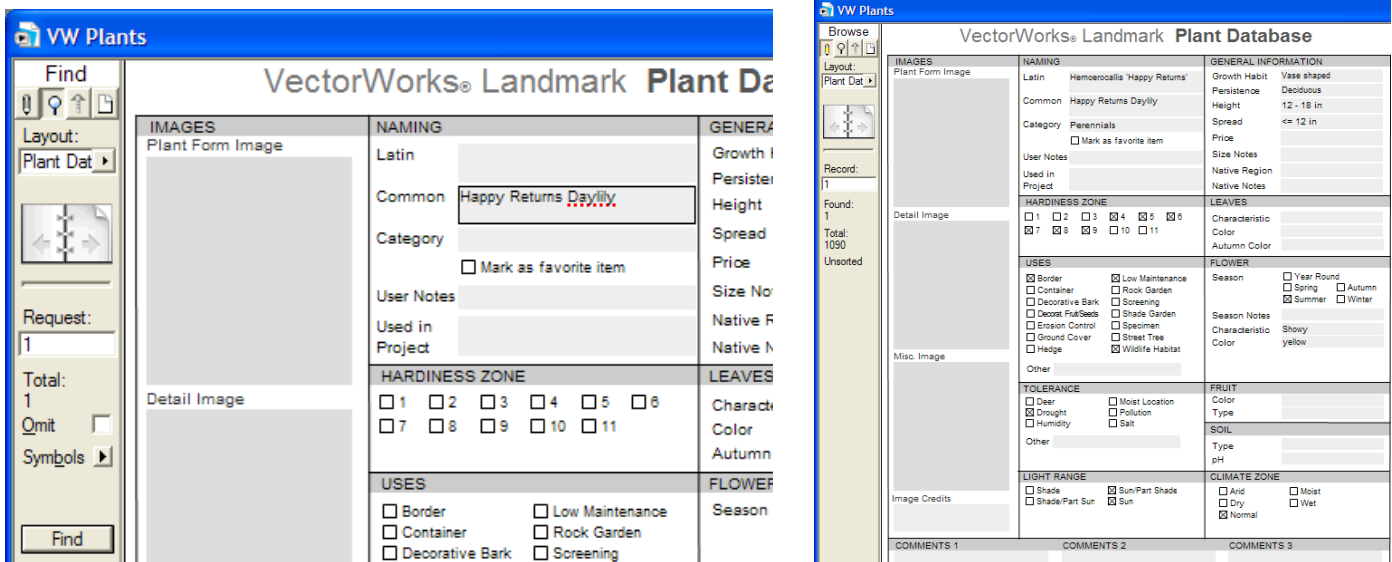 VW Plants
Find
VectorWorks® Landmark Plant Da
Layout:
Plant Dat
Request:
1
Total:
1
Omit
Symbols
Find
IMAGES
Plant Form Image
Detail Image
NAMING
Latin
Common Happy Returns Daylily
Category
Mark as favorite item
User Notes
Used in
Project
HARDINESS ZONE
1 2 3 4 5 6
7 8 9 10 11
USES
Border Low Maintenance
Container Rock Garden
Decorative Bark Screening
GENERA
Growth H
Persister
Height
Spread
Price
Size No
Native R
Native N
LEAVES
Characte
Color
Autumn
FLOWER
Season
VW Plants
Browse
VectorWorks® Landmark Plant Database
Layout:
Plant Dat
Record:
1
Found:
1
Total:
1090
Unsorted
IMAGES
Plant Form Image
Detail Image
Misc. Image
Image Credits
NAMING
Latin Hemoerocallis 'Happy Returns'
Common Happy Returns Daylily
Category Perennials
Mark as favorite item
User Notes
Used in
Project
HARDINESS ZONE
1 2 3 4 5 6
7 8 9 10 11
USES
Border Low Maintenance
Container Rock Garden
Decorative Bark Screening
Decorat. Fruit/Seeds Shade Garden
Erosion Control Specimen
Ground Cover Street Tree
Hedge Wildlife Habitat
Other
TOLERANCE
Deer Moist Location
Drought Pollution
Humidity Salt
Other
LIGHT RANGE
Shade Sun/Part Shade
Shade/Part Sun Sun
GENERAL INFORMATION
Growth Habit Vase shaped
Persistence Deciduous
Height 12 - 18 in
Spread <= 12 in
Price
Size Notes
Native Region
Native Notes
LEAVES
Characteristic
Color
Autumn Color
FLOWER
Season Year Round
Spring Autumn
Summer Winter
Season Notes
Characteristic Showy
Color yellow
FRUIT
Color
Type
SOIL
Type
pH
CLIMATE ZONE
Arid Moist
Dry Wet
Normal
COMMENTS 1 COMMENTS 2 COMMENTS 3